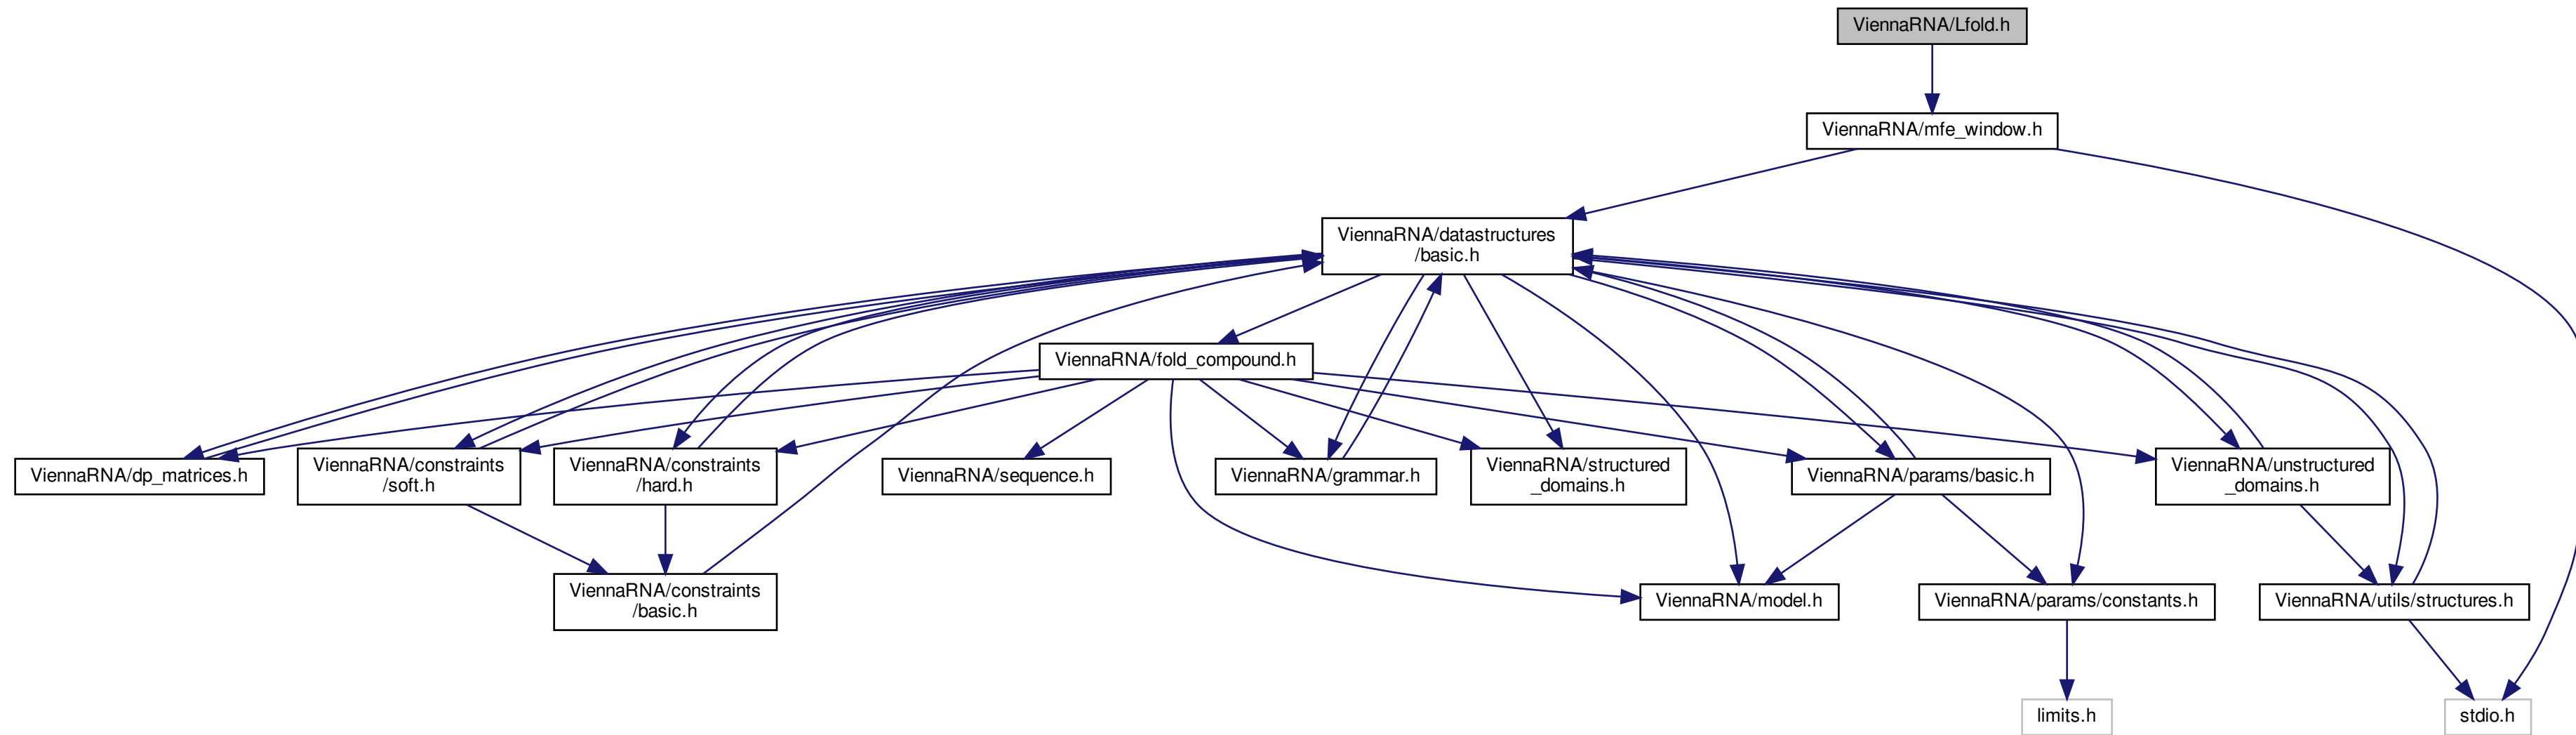 ViennaRNA/Lfold.h
ViennaRNA/mfe_window.h
ViennaRNA/datastructures
/basic.h
ViennaRNA/fold_compound.h
ViennaRNA/dp_matrices.h
ViennaRNA/constraints
/soft.h
ViennaRNA/constraints
/hard.h
ViennaRNA/sequence.h
ViennaRNA/grammar.h
ViennaRNA/structured
_domains.h
ViennaRNA/params/basic.h
ViennaRNA/unstructured
_domains.h
ViennaRNA/constraints
/basic.h
ViennaRNA/model.h
ViennaRNA/params/constants.h
ViennaRNA/utils/structures.h
limits.h
stdio.h